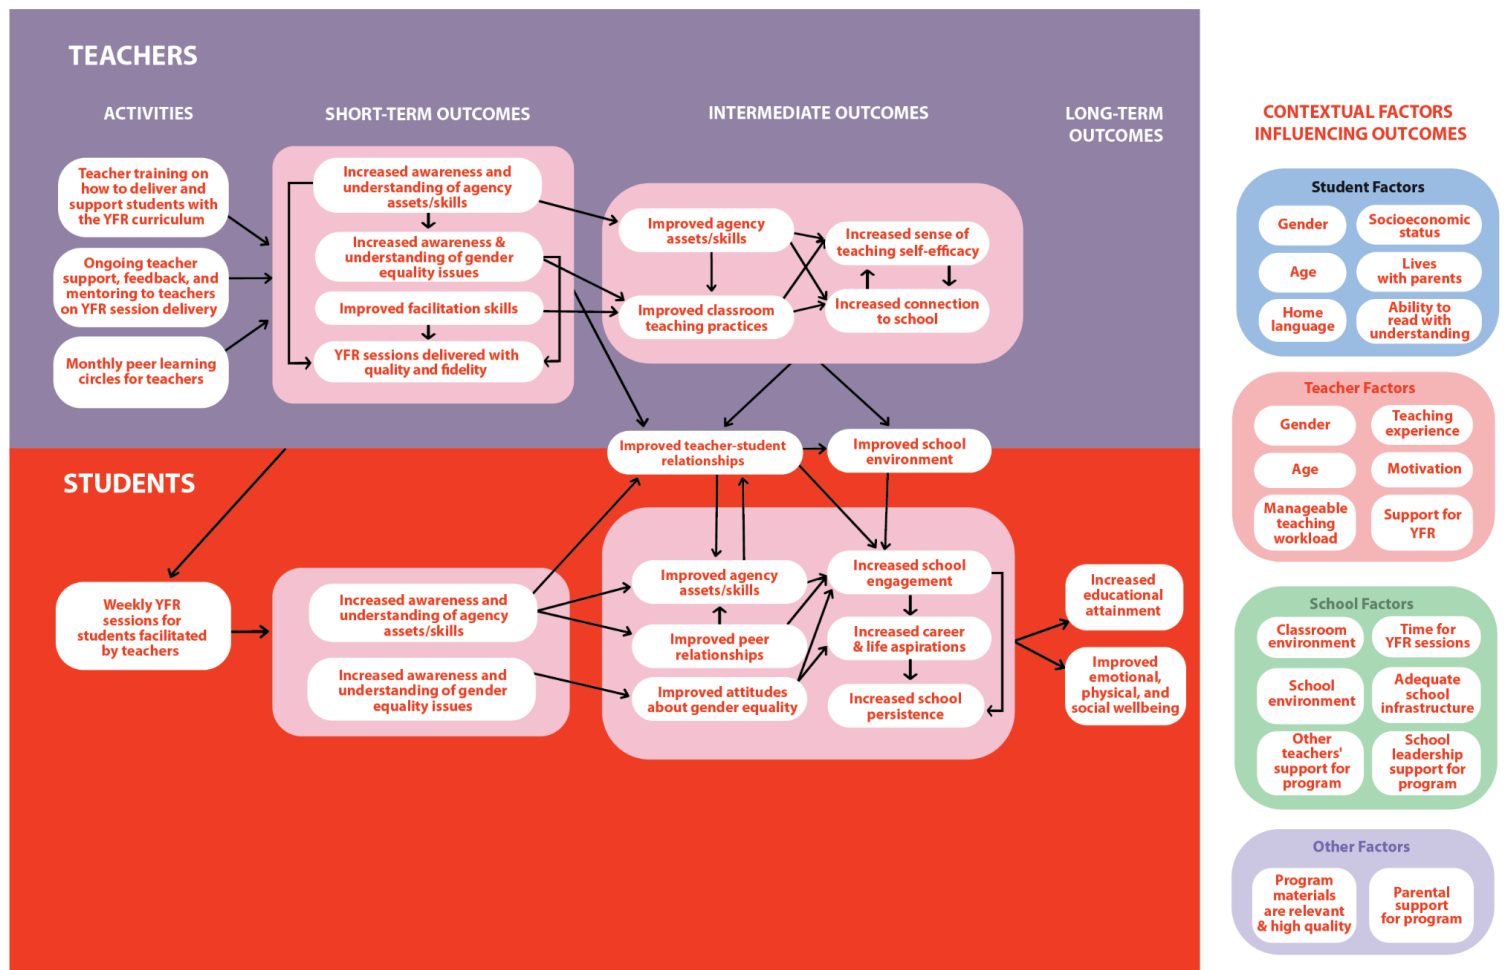 TEACHERS
ACTIVITIES
SHORT-TERM OUTCOMES
INTERMEDIATE OUTCOMES
LONG-TERM
OUTCOMES
Teacher training on
how to deliver and
support students with
the YFR curriculum
Ongoing teacher
support, feedback, and
mentoring to teachers
on YFR session delivery
Monthly peer learning
circles for teachers
Increased awareness and
understanding of agency
assets/skills
Increased awareness &
understanding of gender
equality issues
Improved facilitation skills
YFR sessions delivered with
quality and fidelity
Improved agency
assets/skills
Improved classroom
teaching practices
Increased sense of
teaching self-efficacy
Increased connection
to school
Improved teacher-student
relationships
Improved school
environment
STUDENTS
Weekly YFR
sessions for
students facilitated
by teachers
Increased awareness and
understanding of agency
assets/skills
Increased awareness and
understanding of gender
equality issues
Improved agency
assets/skills
Improved peer
relationships
Improved attitudes
about gender equality
Increased school
engagement
Increased career
& life aspirations
Increased school
persistence
Increased
educational
attainment
Improved
emotional,
physical, and
social wellbeing
CONTEXTUAL FACTORS
INFLUENCING OUTCOMES
Student Factors
Gender
Socioeconomic
status
Age
Lives
with parents
Home
language
Ability to
read with
understanding
Teacher Factors
Gender
Teaching
experience
Age
Motivation
Manageable
teaching
workload
Support for
YFR
School Factors
Classroom
environment
Time for
YFR sessions
School
environment
Adequate
school
infrastructure
Other
teachers'
support for
program
School
leadership
support for
program
Other Factors
Program
materials
are relevant
& high quality
Parental
support
for program